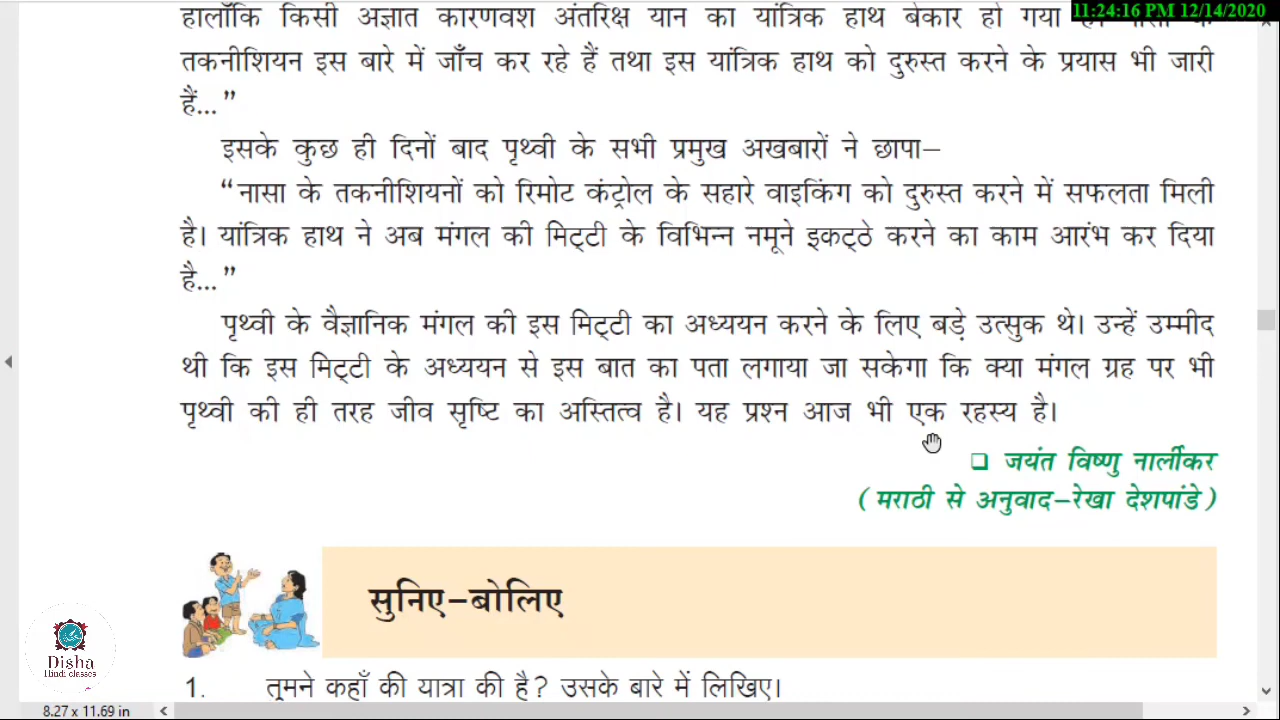 11:24:16 PM 12/14/2020
हालाँकि किसी अज्ञात कारणवश अंतरिक्ष यान का यांत्रिक हाथ बेकार हो गया
तकनीशियन इस बारे में जाँच कर रहे हैं तथा इस यांत्रिक हाथ को दुरुस्त करने के प्रयास भी जारी
हैं...”
इसके कुछ ही दिनों बाद पृथ्वी के सभी प्रमुख अखबारों ने छापा–
“नासा के तकनीशियनों को रिमोट कंट्रोल के सहारे वाइकिंग को दुरुस्त करने में सफलता मिली
है। यांत्रिक हाथ ने अब मंगल की मिट्टी के विभिन्न नमूने इकट्ठे करने का काम आरंभ कर दिया
है...”
पृथ्वी के वैज्ञानिक मंगल की इस मिट्टी का अध्ययन करने के लिए बड़े उत्सुक थे। उन्हें उम्मीद
थी कि इस मिट्टी के अध्ययन से इस बात का पता लगाया जा सकेगा कि क्या मंगल ग्रह पर भी
पृथ्वी की ही तरह जीव सृष्टि का अस्तित्व है। यह प्रश्न आज भी एक रहस्य है।
❑ जयंत विष्णु नार्लीकर
(मराठी से अनुवाद–रेखा देशपांडे)
सुनिए–बोलिए
Disha
Hindi classes
1. तुमने कहाँ की यात्रा की है? उसके बारे में लिखिए।
8.27 x 11.69 in